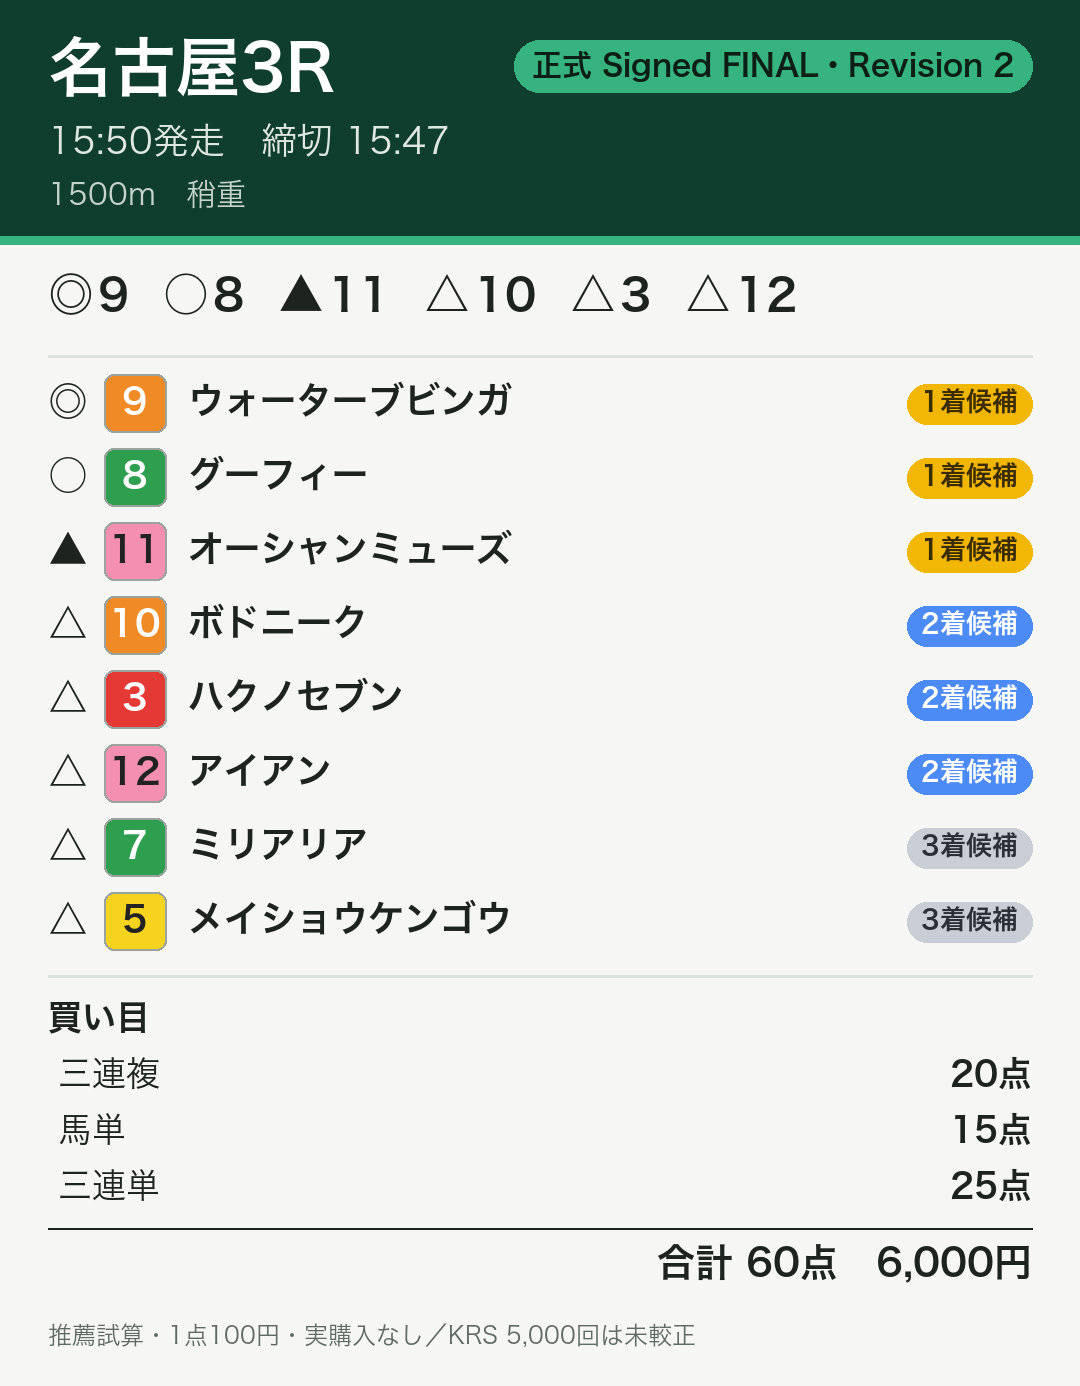 名古屋3R
正式 Signed FINAL・Revision 2
15:50発走　締切 15:47
1500m　稍重
◎9 ○8 ▲11 △10 △3 △12
◎ 9 ウォーターブビンガ 1着候補
○ 8 グーフィー 1着候補
▲ 11 オーシャンミューズ 1着候補
△ 10 ボドニーク 2着候補
△ 3 ハクノセブン 2着候補
△ 12 アイアン 2着候補
△ 7 ミリアリア 3着候補
△ 5 メイショウケンゴウ 3着候補
買い目
三連複 20点
馬単 15点
三連単 25点
合計 60点　6,000円
推薦試算・1点100円・実購入なし／KRS 5,000回は未較正